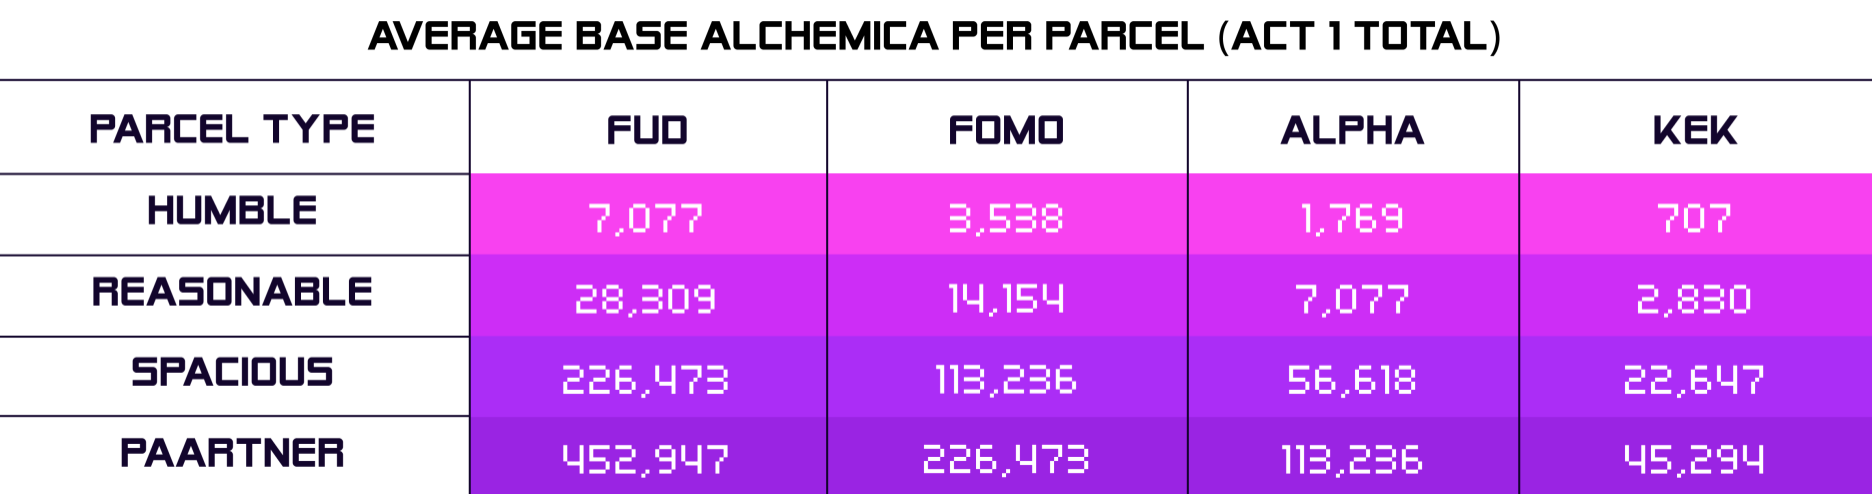 AVERAGE BASE ALCHEMICA PER PARCEL (ACT 1 TOTAL)
PARCEL TYPE FUD FOMO ALPHA KEK
HUMBLE 7,077 3,538 1,769 707
REASONABLE 28,309 14,154 7,077 2,830
SPACIOUS 226,473 113,236 56,618 22,647
PAARTNER 452,947 226,473 113,236 45,294